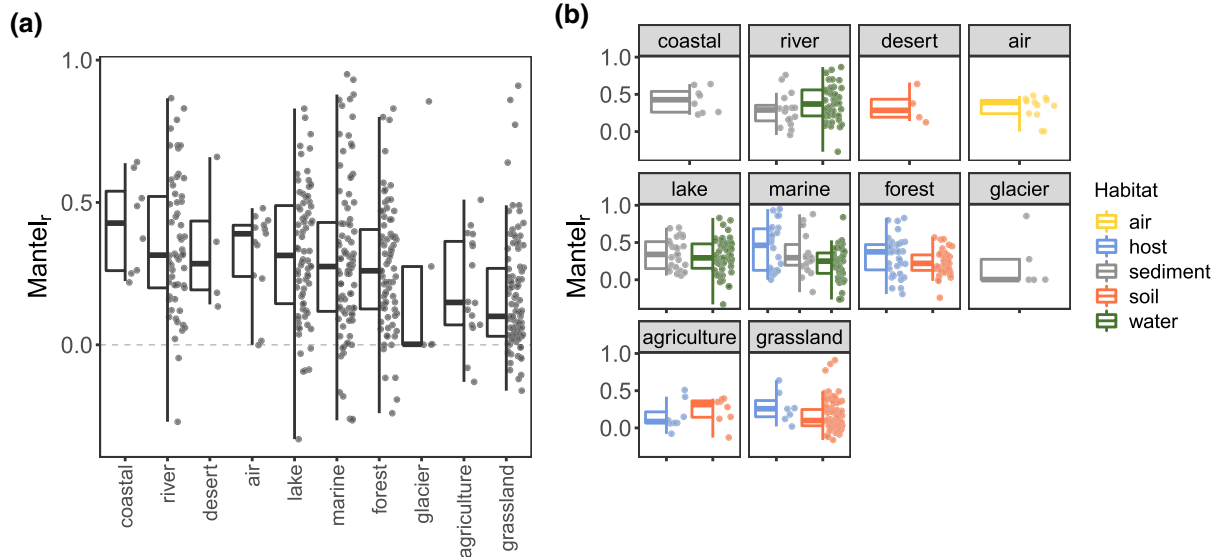 (a)
1.0
0.5
0.0
Mantelr
coastal
river
desert
air
lake
marine
forest
glacier
agriculture
grassland
(b)
coastal river desert air
1.0
0.5
0.0
lake marine forest glacier
1.0
0.5
0.0
agriculture grassland
1.0
0.5
0.0
Mantelr
Habitat
air
host
sediment
soil
water